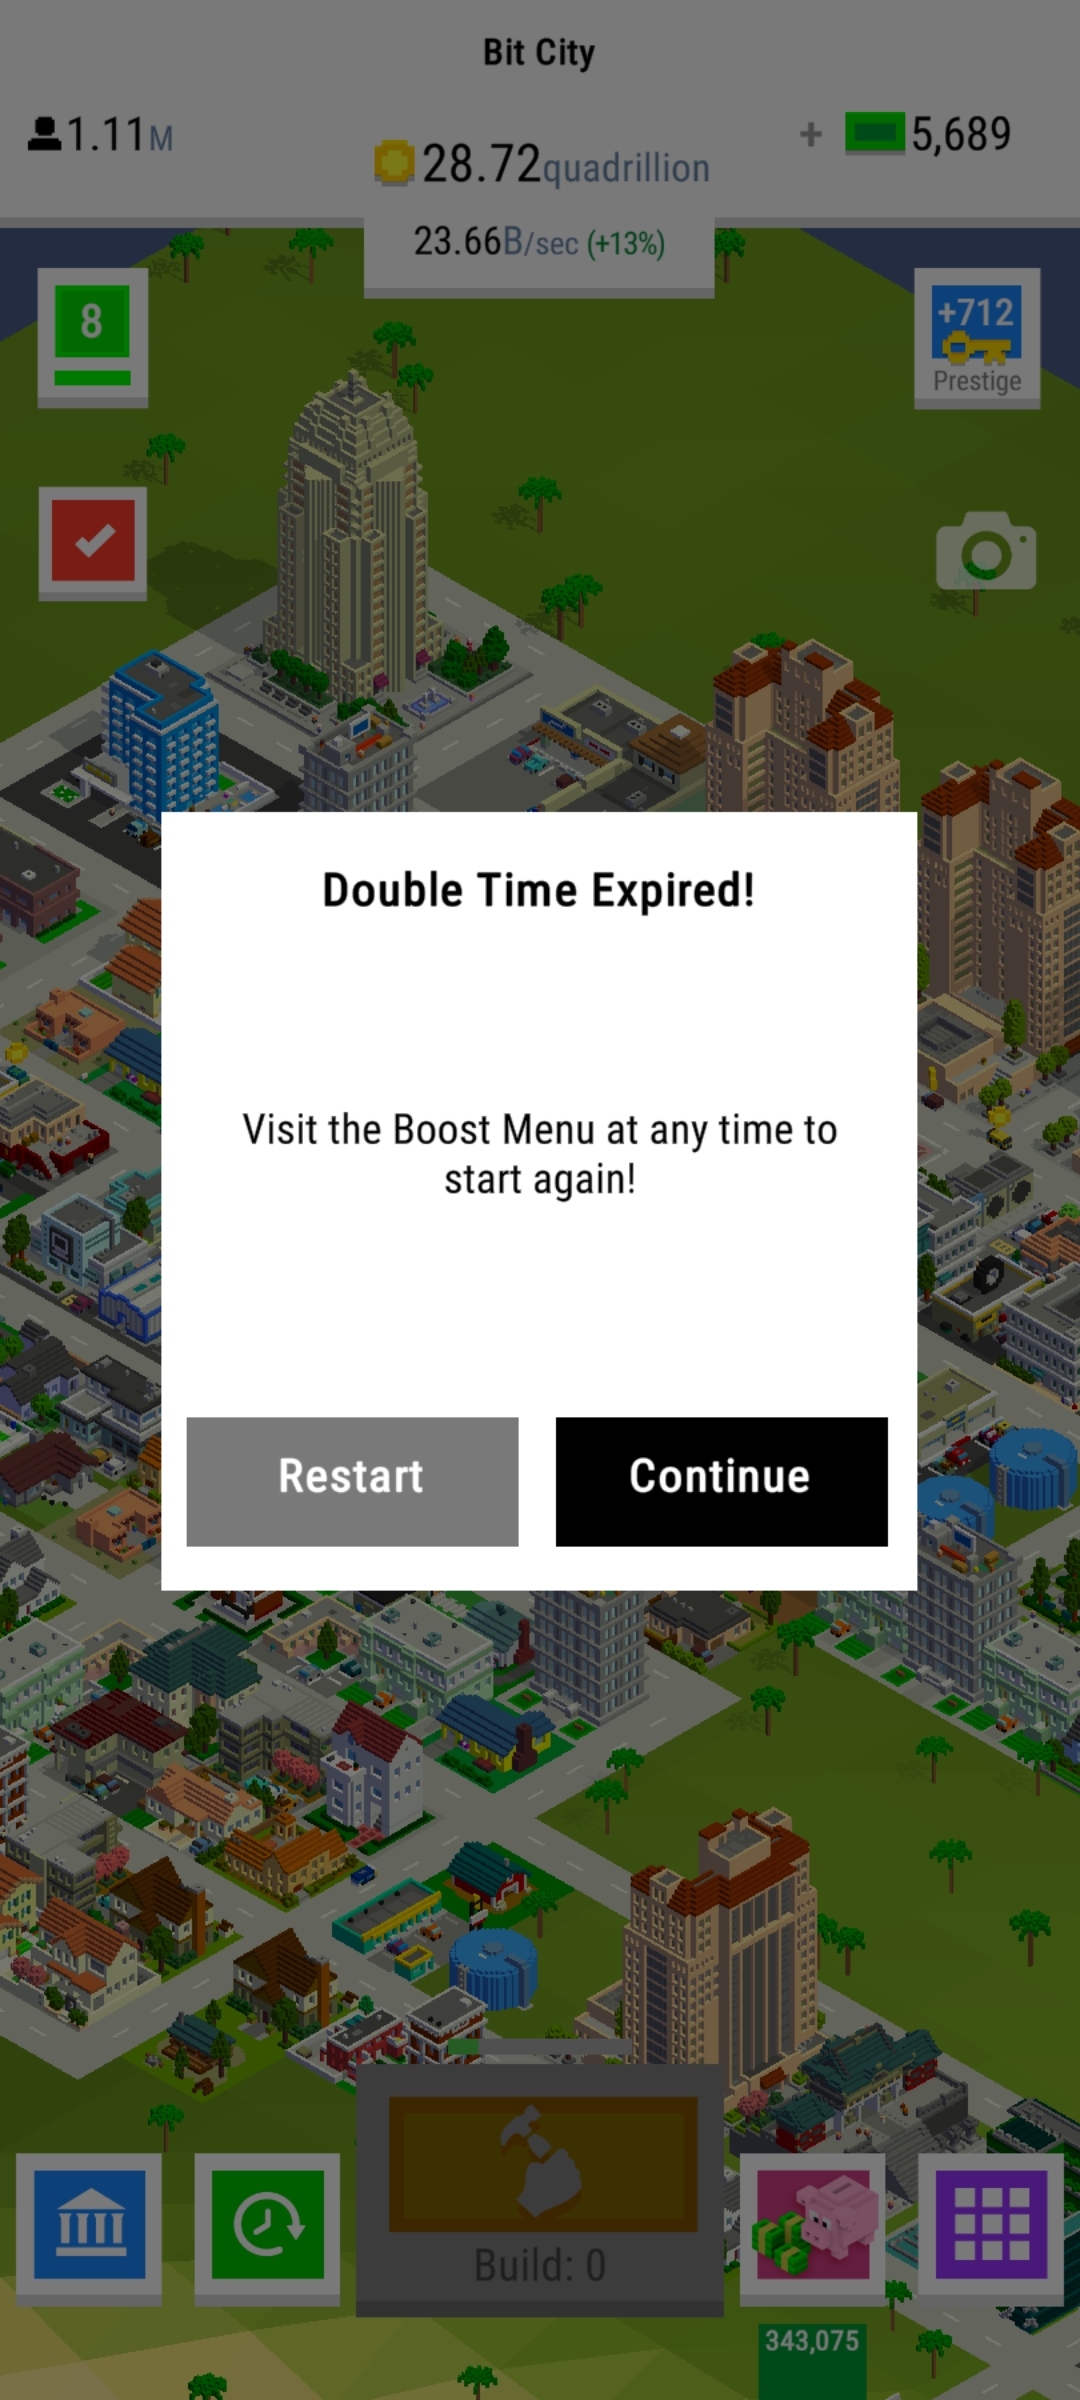 Bit City
1.11M
28.72quadrillion
+ 5,689
23.66B/sec (+13%)
8
+712
Prestige
Double Time Expired!
Visit the Boost Menu at any time to
start again!
Restart
Continue
Build: 0
343,075